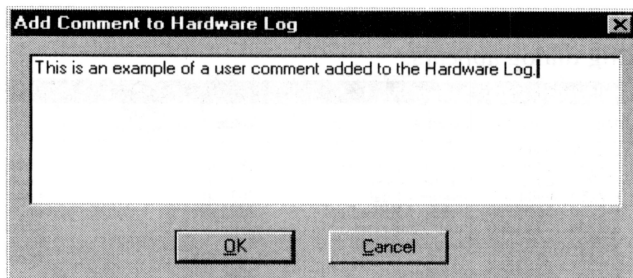 Add Comment to Hardware Log
This is an example of a user comment added to the Hardware Log.
OK
Cancel